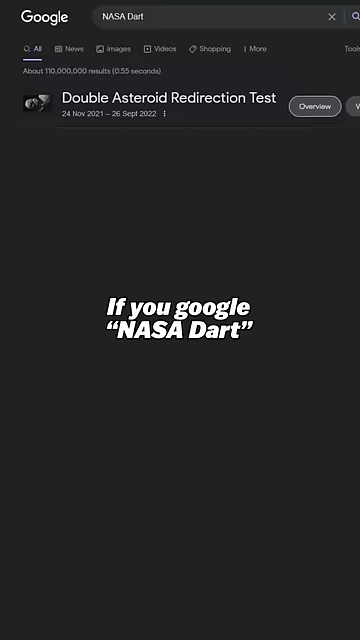 Google
NASA Dart
All
News
Images
Videos
Shopping
More
Tools
About 110,000,000 results (0.55 seconds)
Double Asteroid Redirection Test
24 Nov 2021 – 26 Sept 2022
Overview
If you google
“NASA Dart”